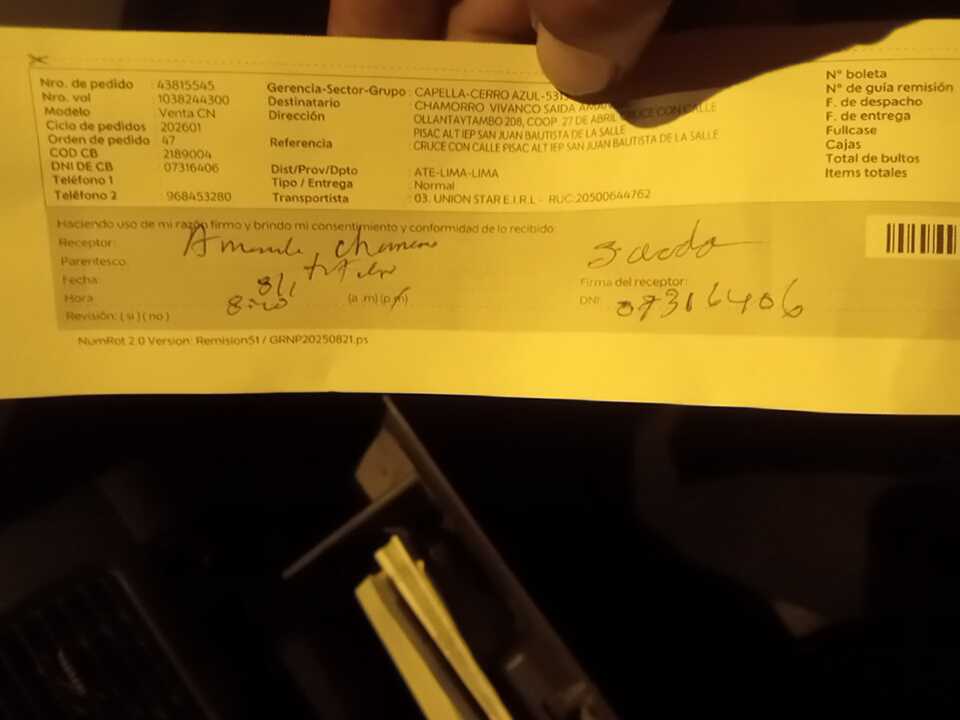 Nro. de pedido : 43815545
Nro. vol : 1038244300
Modelo : Venta CN
Ciclo de pedidos : 202601
Orden de pedido : 47
COD CB : 2189004
DNI DE CB : 07316406
Teléfono 1 :
Teléfono 2 : 968453280
Gerencia-Sector-Grupo : CAPELLA-CERRO AZUL-531
Destinatario : CHAMORRO VIVANCO SAIDA AMAN
Dirección : OLLANTAYTAMBO 208, COOP. 27 DE ABRIL CRUCE CON CALLE
PISAC ALT IEP SAN JUAN BAUTISTA DE LA SALLE
Referencia : CRUCE CON CALLE PISAC ALT IEP SAN JUAN BAUTISTA DE LA SALLE
Dist/Prov/Dpto : ATE-LIMA-LIMA
Tipo / Entrega : Normal
Transportista : 03. UNION STAR E.I.R.L - RUC:20500644762
N° boleta
N° de guía remisión
F. de despacho
F. de entrega
Fullcase
Cajas
Total de bultos
Items totales
Haciendo uso de mi razón firmo y brindo mi consentimiento y conformidad de lo recibido:
Receptor:
Parentesco:
Fecha:
Hora (a m) (p m)
Revisión: ( si ) ( no )
Firma del receptor:
DNI: 07316406
NumRot 2.0 Version: RemisionS1 / GRNP20250821.ps